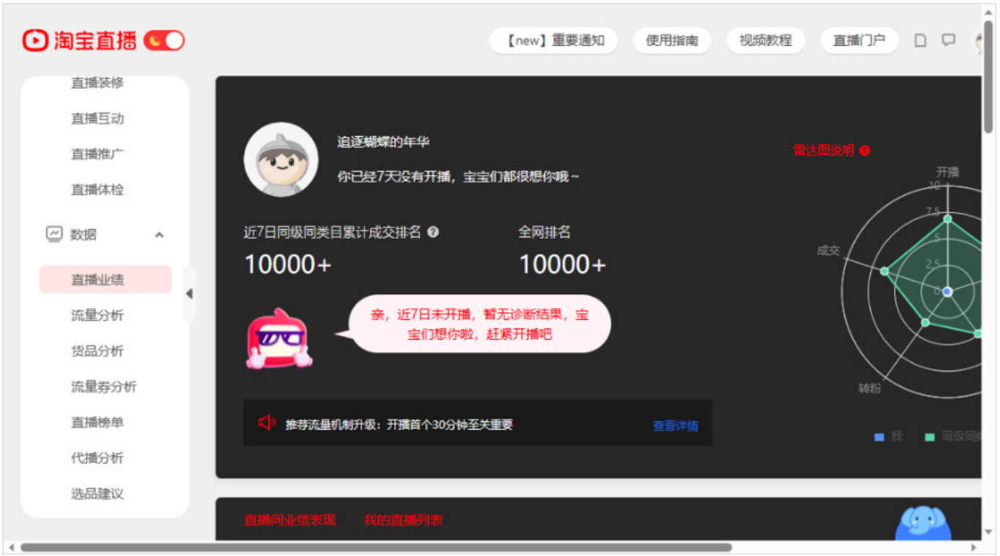 淘宝直播
【new】重要通知
使用指南
视频教程
直播门户
直播装修
直播互动
直播推广
直播体检
数据
直播业绩
流量分析
货品分析
流量券分析
直播榜单
代播分析
选品建议
追逐蝴蝶的年华
你已经7天没有开播，宝宝们都很想你哦~
近7日同级同类目累计成交排名 ?
10000+
全网排名
10000+
亲，近7日未开播，暂无诊断结果，宝
宝们想你啦，赶紧开播吧
推荐流量机制升级：开播首个30分钟至关重要
查看详情
雷达图说明 ?
开播
10
7.5
5
2.5
0
成交
转粉
我
同级同类
直播间业绩表现
我的直播列表